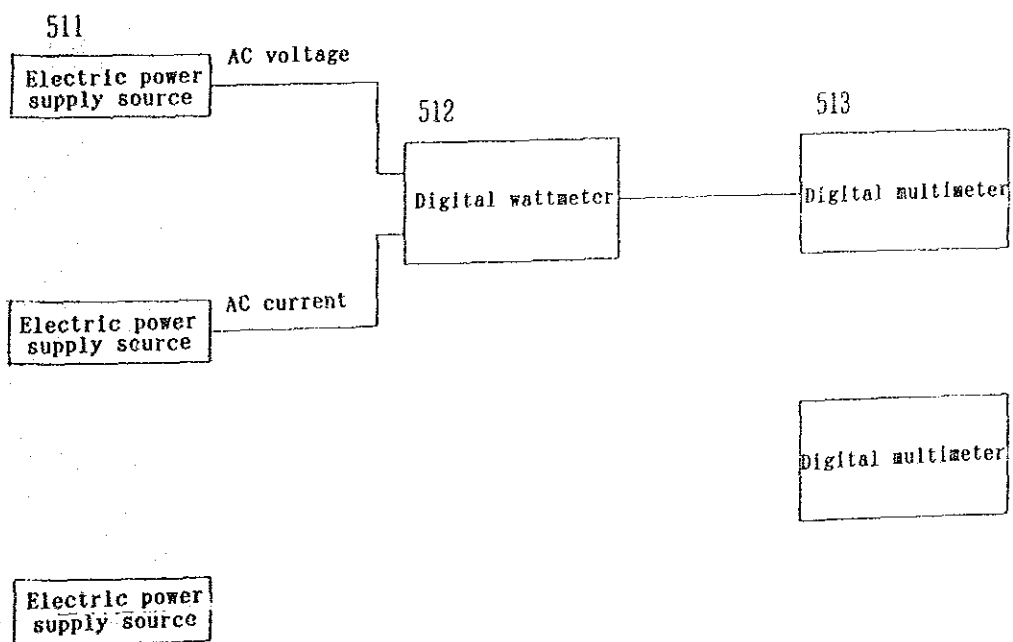 511
Electric power
supply source
AC voltage
512
Digital wattmeter
513
Digital multimeter
Electric power
supply source
AC current
Digital multimeter
Electric power
supply source